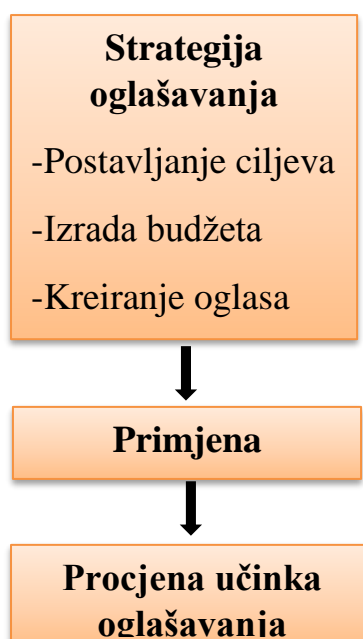 Strategija
oglašavanja
-Postavljanje ciljeva
-Izrada budžeta
-Kreiranje oglasa
Primjena
Procjena učinka
oglašavanja